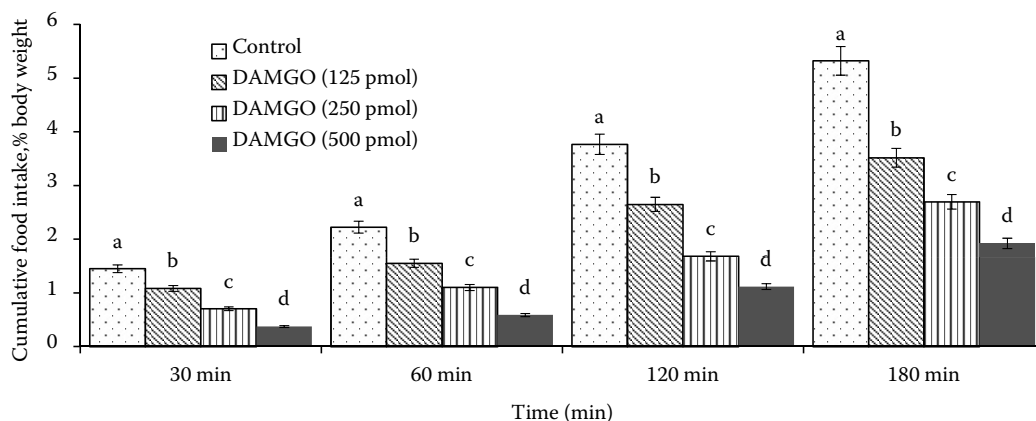 Cumulative food intake,% body weight
6
5
4
3
2
1
0
Control
DAMGO (125 pmol)
DAMGO (250 pmol)
DAMGO (500 pmol)
a
b
c
d
a
b
c
d
a
b
c
d
a
b
c
d
30 min
60 min
120 min
180 min
Time (min)